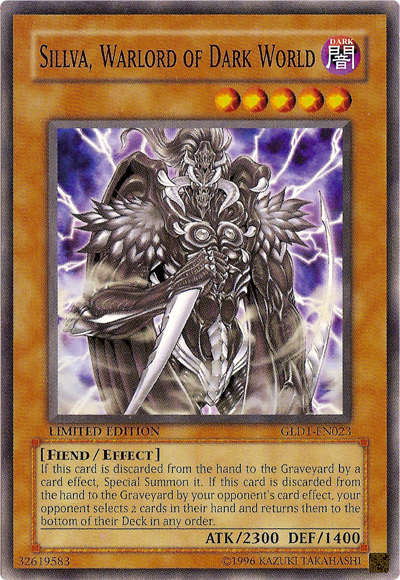 SILLVA, WARLORD OF DARK WORLD
DARK
闇
LIMITED EDITION
GLD1-EN023
[FIEND / EFFECT]
If this card is discarded from the hand to the Graveyard by a
card effect, Special Summon it. If this card is discarded from
the hand to the Graveyard by your opponent's card effect, your
opponent selects 2 cards in their hand and returns them to the
bottom of their Deck in any order.
ATK/2300 DEF/1400
32619583
©1996 KAZUKI TAKAHASHI